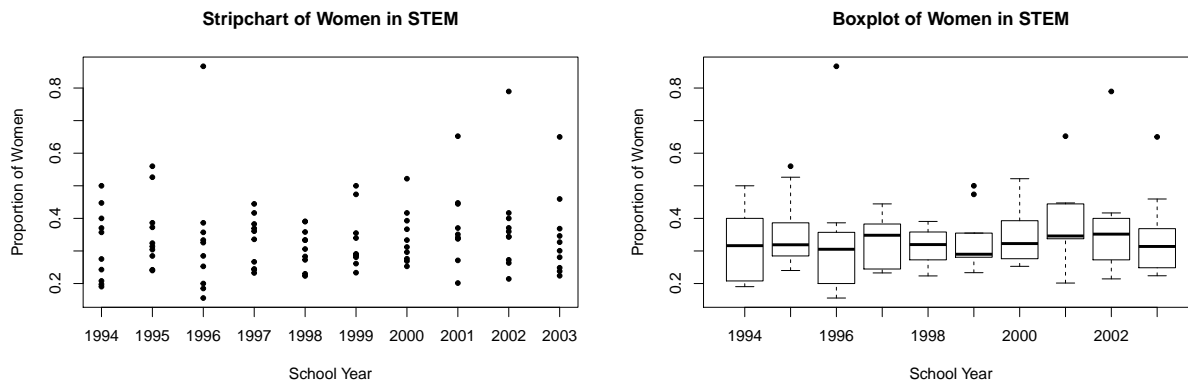 Stripchart of Women in STEM
Proportion of Women
0.8
0.6
0.4
0.2
1994 1995 1996 1997 1998 1999 2000 2001 2002 2003
School Year
Boxplot of Women in STEM
Proportion of Women
0.8
0.6
0.4
0.2
1994 1996 1998 2000 2002
School Year